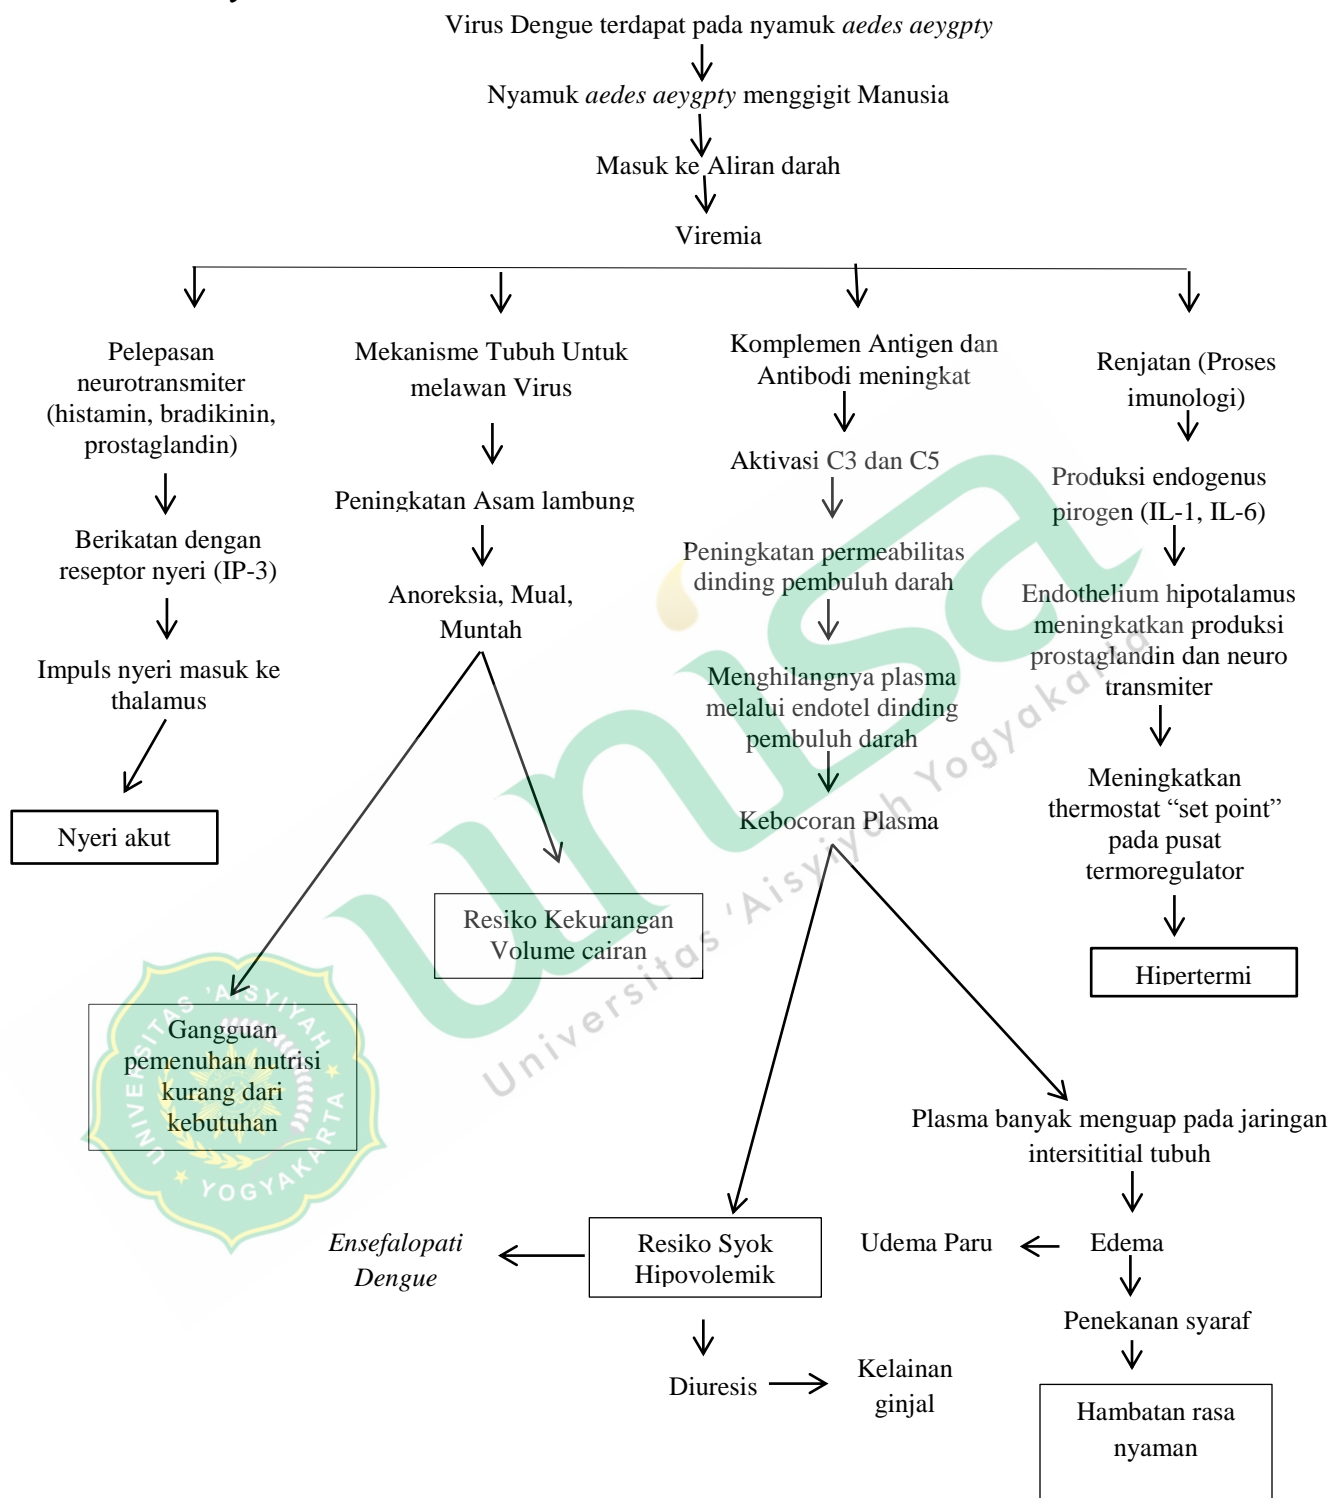 Virus Dengue terdapat pada nyamuk aedes aeygpty
Nyamuk aedes aeygpty menggigit Manusia
Masuk ke Aliran darah
Viremia
Pelepasan
neurotransmiter
(histamin, bradikinin,
prostaglandin)
Berikatan dengan
reseptor nyeri (IP-3)
Impuls nyeri masuk ke
thalamus
Nyeri akut
Mekanisme Tubuh Untuk
melawan Virus
Peningkatan Asam lambung
Anoreksia, Mual,
Muntah
Resiko Kekurangan
Volume cairan
Gangguan
pemenuhan nutrisi
kurang dari
kebutuhan
Komplemen Antigen dan
Antibodi meningkat
Aktivasi C3 dan C5
Peningkatan permeabilitas
dinding pembuluh darah
Menghilangnya plasma
melalui endotel dinding
pembuluh darah
Kebocoran Plasma
Resiko Syok
Hipovolemik
Ensefalopati
Dengue
Diuresis
Kelainan
ginjal
Plasma banyak menguap pada jaringan
intersititial tubuh
Edema
Udema Paru
Penekanan syaraf
Hambatan rasa
nyaman
Renjatan (Proses
imunologi)
Produksi endogenus
pirogen (IL-1, IL-6)
Endothelium hipotalamus
meningkatkan produksi
prostaglandin dan neuro
transmiter
Meningkatkan
thermostat “set point”
pada pusat
termoregulator
Hipertermi
unisa
Universitas 'Aisyiyah Yogyakarta
UNIVERSITAS 'AISYIYAH
YOGYAKARTA